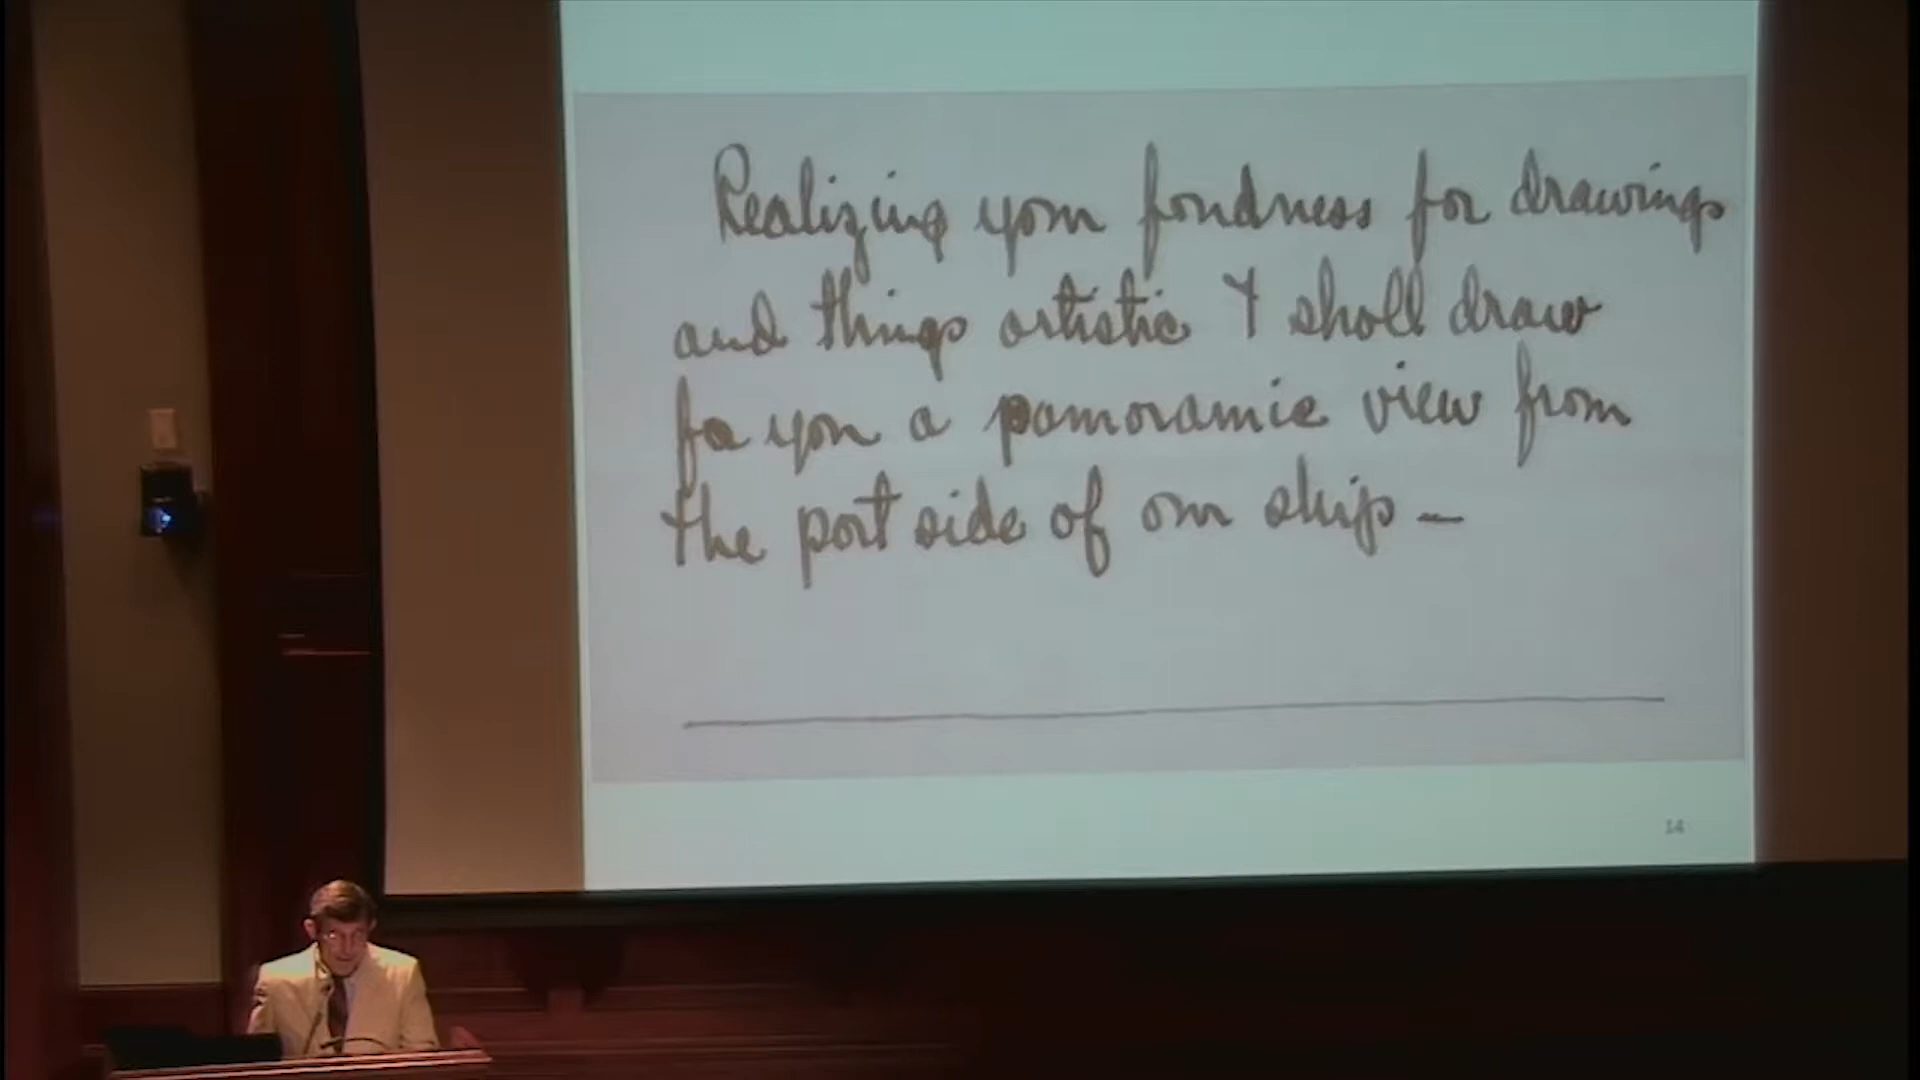 Realizing your fondness for drawings
and things artistic I shall draw
for you a panoramic view from
the port side of our ship –
14